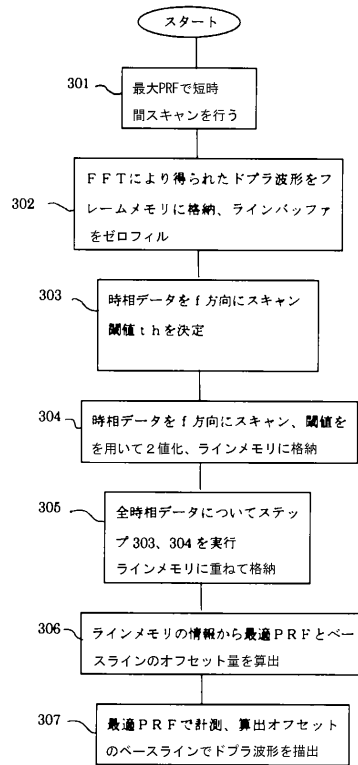 スタート
301
最大PRFで短時
間スキャンを行う
302
ＦＦＴにより得られたドプラ波形をフ
レームメモリに格納、ラインバッファ
をゼロフィル
303
時相データをｆ方向にスキャン
閾値ｔｈを決定
304
時相データをｆ方向にスキャン、閾値を
を用いて２値化、ラインメモリに格納
305
全時相データについてステッ
プ303、304を実行
ラインメモリに重ねて格納
306
ラインメモリの情報から最適ＰＲＦとベー
スラインのオフセット量を算出
307
最適ＰＲＦで計測、算出オフセット
のベースラインでドプラ波形を描出